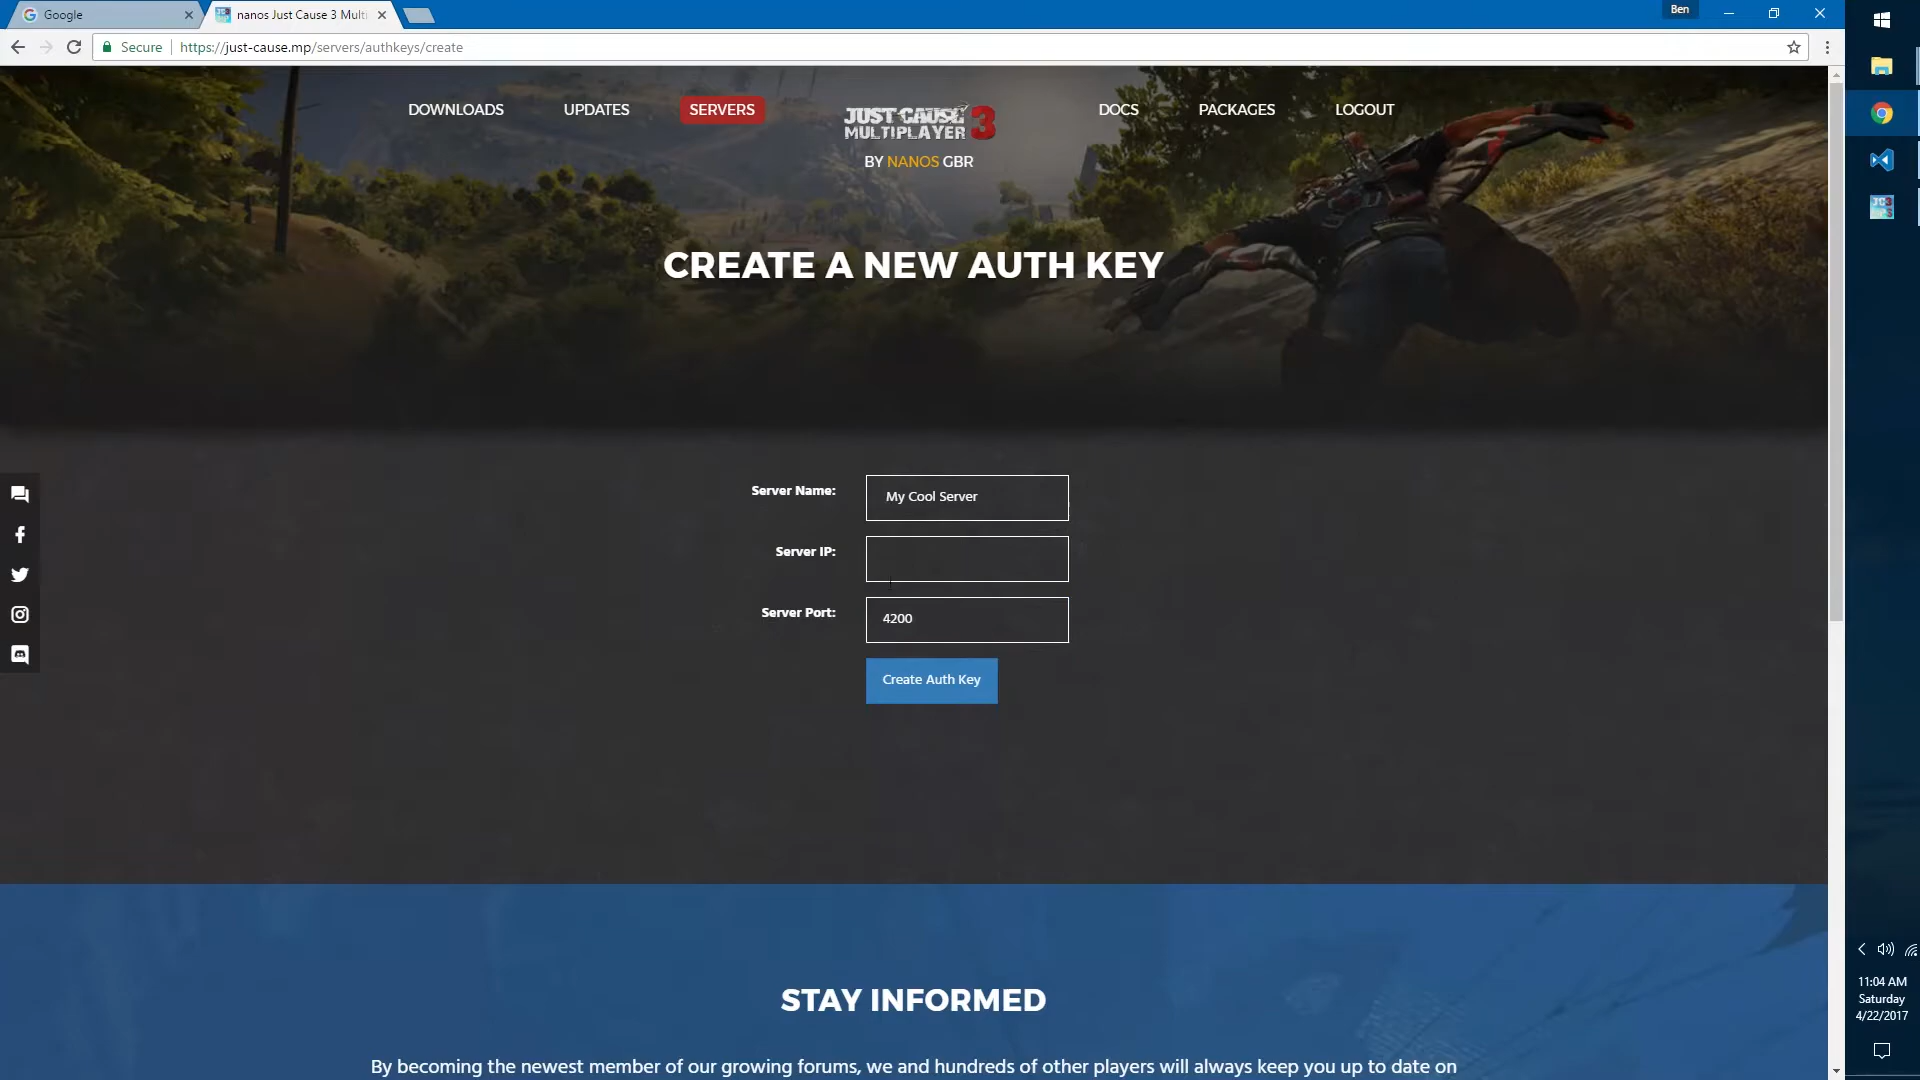 Google
nanos Just Cause 3 Multi
Ben
Secure
https://just-cause.mp/servers/authkeys/create
DOWNLOADS
UPDATES
SERVERS
JUST CAUSE 3
MULTIPLAYER
BY NANOS GBR
DOCS
PACKAGES
LOGOUT
CREATE A NEW AUTH KEY
Server Name:
My Cool Server
Server IP:
Server Port:
4200
Create Auth Key
STAY INFORMED
By becoming the newest member of our growing forums, we and hundreds of other players will always keep you up to date on
11:04 AM
Saturday
4/22/2017